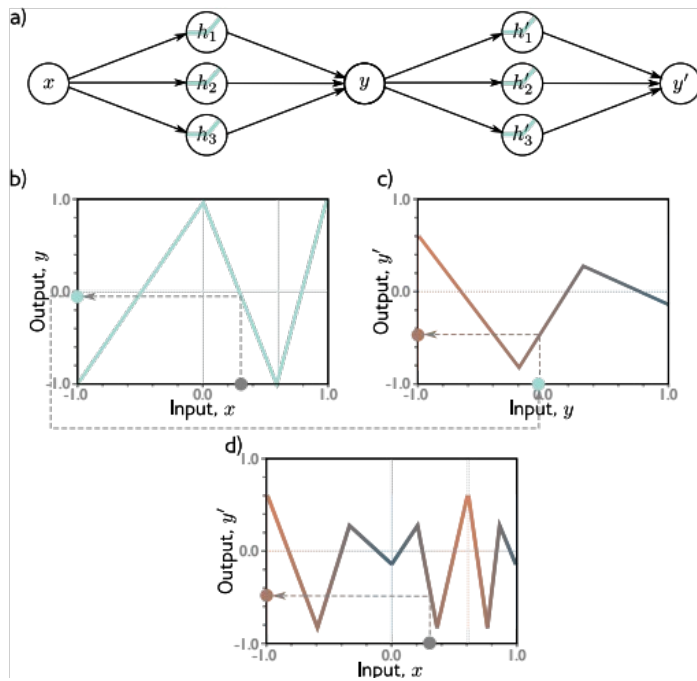 a)
h₁ h′₁
x h₂ y h′₂ y′
h₃ h′₃
b) c)
1.0 1.0
Output, y Output, y′
0.0 0.0
-1.0 -1.0
-1.0 0.0 1.0 -1.0 0.0 1.0
Input, x Input, y
d)
1.0
Output, y′
0.0
-1.0
-1.0 0.0 1.0
Input, x